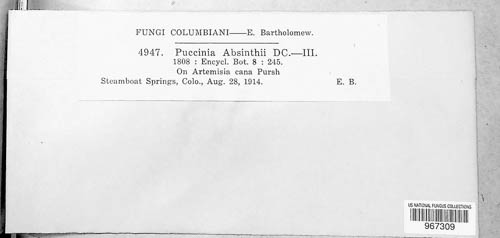 FUNGI COLUMBIANI——E. Bartholomew.
4947. Puccinia Absinthii DC.—III.
1808 : Encycl. Bot. 8 : 245.
On Artemisia cana Pursh
Steamboat Springs, Colo., Aug. 28, 1914. E. B.
US NATIONAL FUNGUS COLLECTIONS
967309